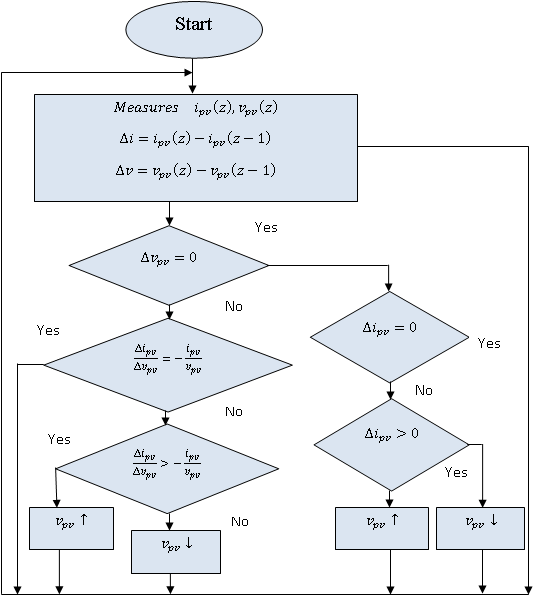 Start
Measures i_pv(z), v_pv(z)
Δi = i_pv(z) − i_pv(z − 1)
Δv = v_pv(z) − v_pv(z − 1)
Yes
Δv_pv = 0
No
Yes
Δi_pv = 0
Yes
Δi_pv/Δv_pv = − i_pv/v_pv
No
No
Δi_pv > 0
Yes
Δi_pv/Δv_pv > − i_pv/v_pv
Yes
No
v_pv ↑
v_pv ↓
v_pv ↑
v_pv ↓